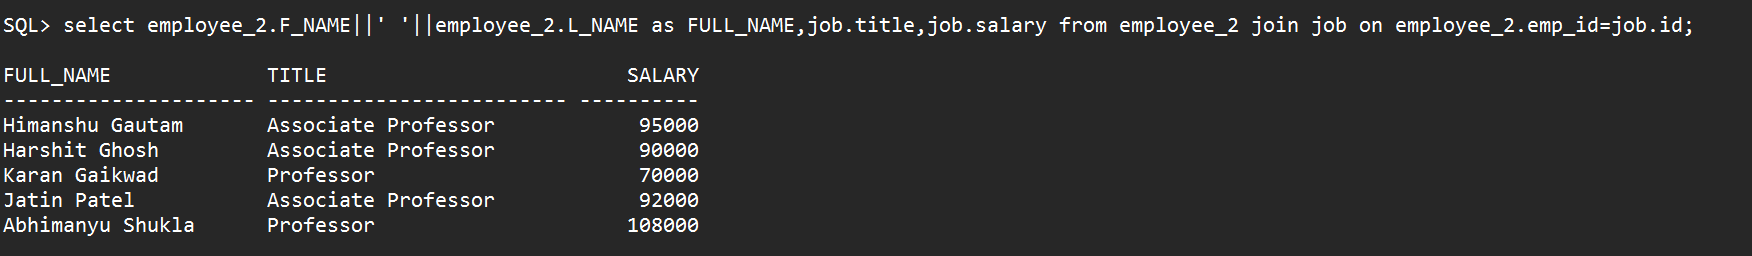 SQL> select employee_2.F_NAME||' '||employee_2.L_NAME as FULL_NAME,job.title,job.salary from employee_2 join job on employee_2.emp_id=job.id;
FULL_NAME             TITLE                         SALARY
--------------------- ------------------------- ----------
Himanshu Gautam       Associate Professor            95000
Harshit Ghosh         Associate Professor            90000
Karan Gaikwad         Professor                      70000
Jatin Patel           Associate Professor            92000
Abhimanyu Shukla      Professor                     108000